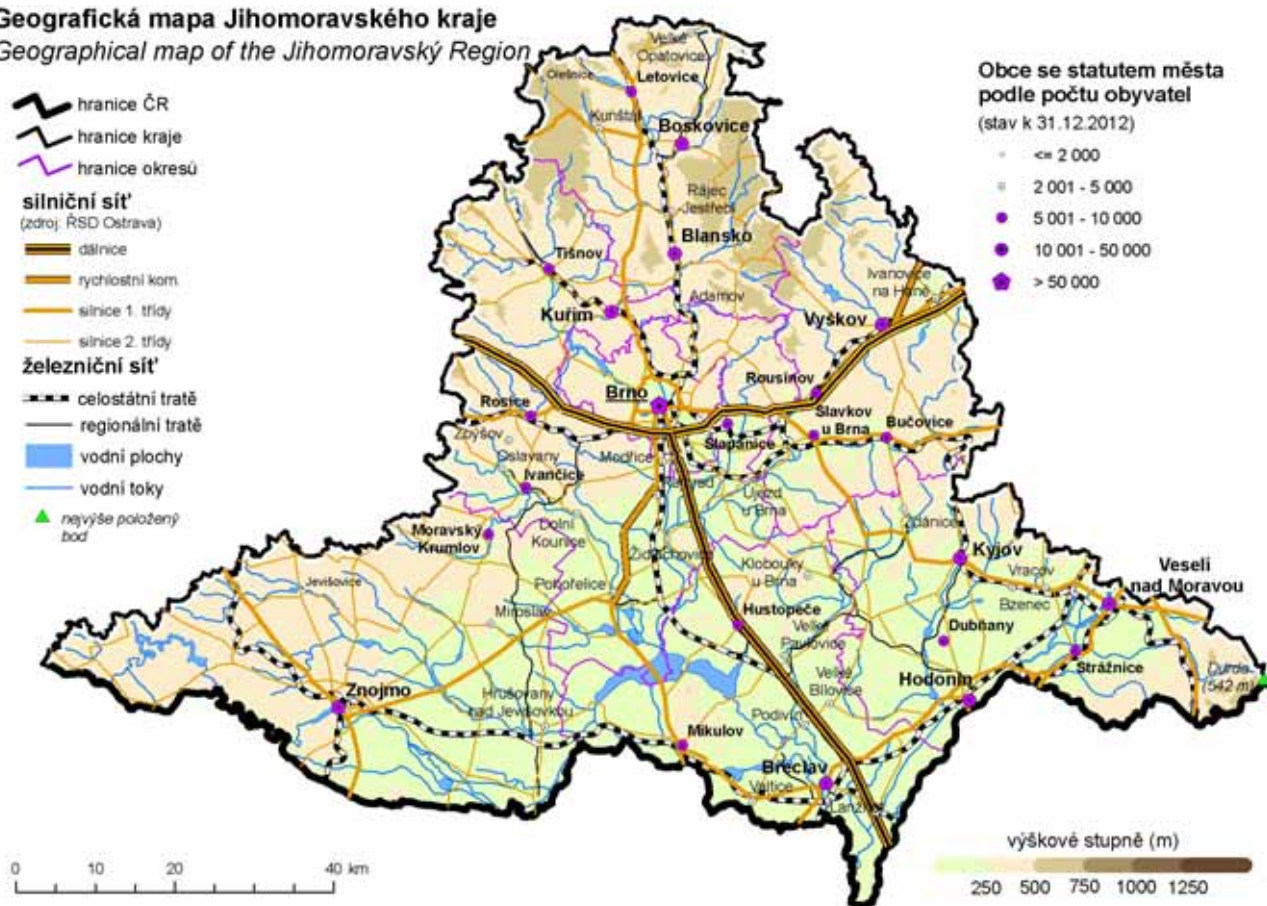 Geografická mapa Jihomoravského kraje
Geographical map of the Jihomoravský Region
hranice ČR
hranice kraje
hranice okresů
silniční síť
(zdroj: ŘSD Ostrava)
dálnice
rychlostní kom
silnice 1. třídy
silnice 2. třídy
železniční síť
celostátní tratě
regionální tratě
vodní plochy
vodní toky
nejvýše položený
bod
Obce se statutem města
podle počtu obyvatel
(stav k 31.12.2012)
<= 2 000
2 001 - 5 000
5 001 - 10 000
10 001 - 50 000
> 50 000
Velké
Opatovice
Olešnice
Letovice
Kunštát
Boskovice
Rájec
Jestřebí
Blansko
Tišnov
Adamov
Ivanovice
na Hané
Kuřim
Vyškov
Rousínov
Brno
Rosice
Slavkov
u Brna
Bučovice
Šlapanice
Zbýšov
Oslavany
Modřice
Ivančice
Újezd
u Brna
Moravský
Krumlov
Dolní
Kounice
Ždánice
Židlochovice
Kyjov
Klobouky
u Brna
Vracov
Veselí
nad Moravou
Jevišovice
Pohořelice
Bzenec
Miroslav
Hustopeče
Velké
Pavlovice
Dubňany
Strážnice
Velké
Bílovice
Hodonín
Durda
(542 m)
Znojmo
Hrušovany
nad Jevišovkou
Podivín
Mikulov
Břeclav
Valtice
Lanžhot
0 10 20 40 km
výškové stupně (m)
250 500 750 1000 1250